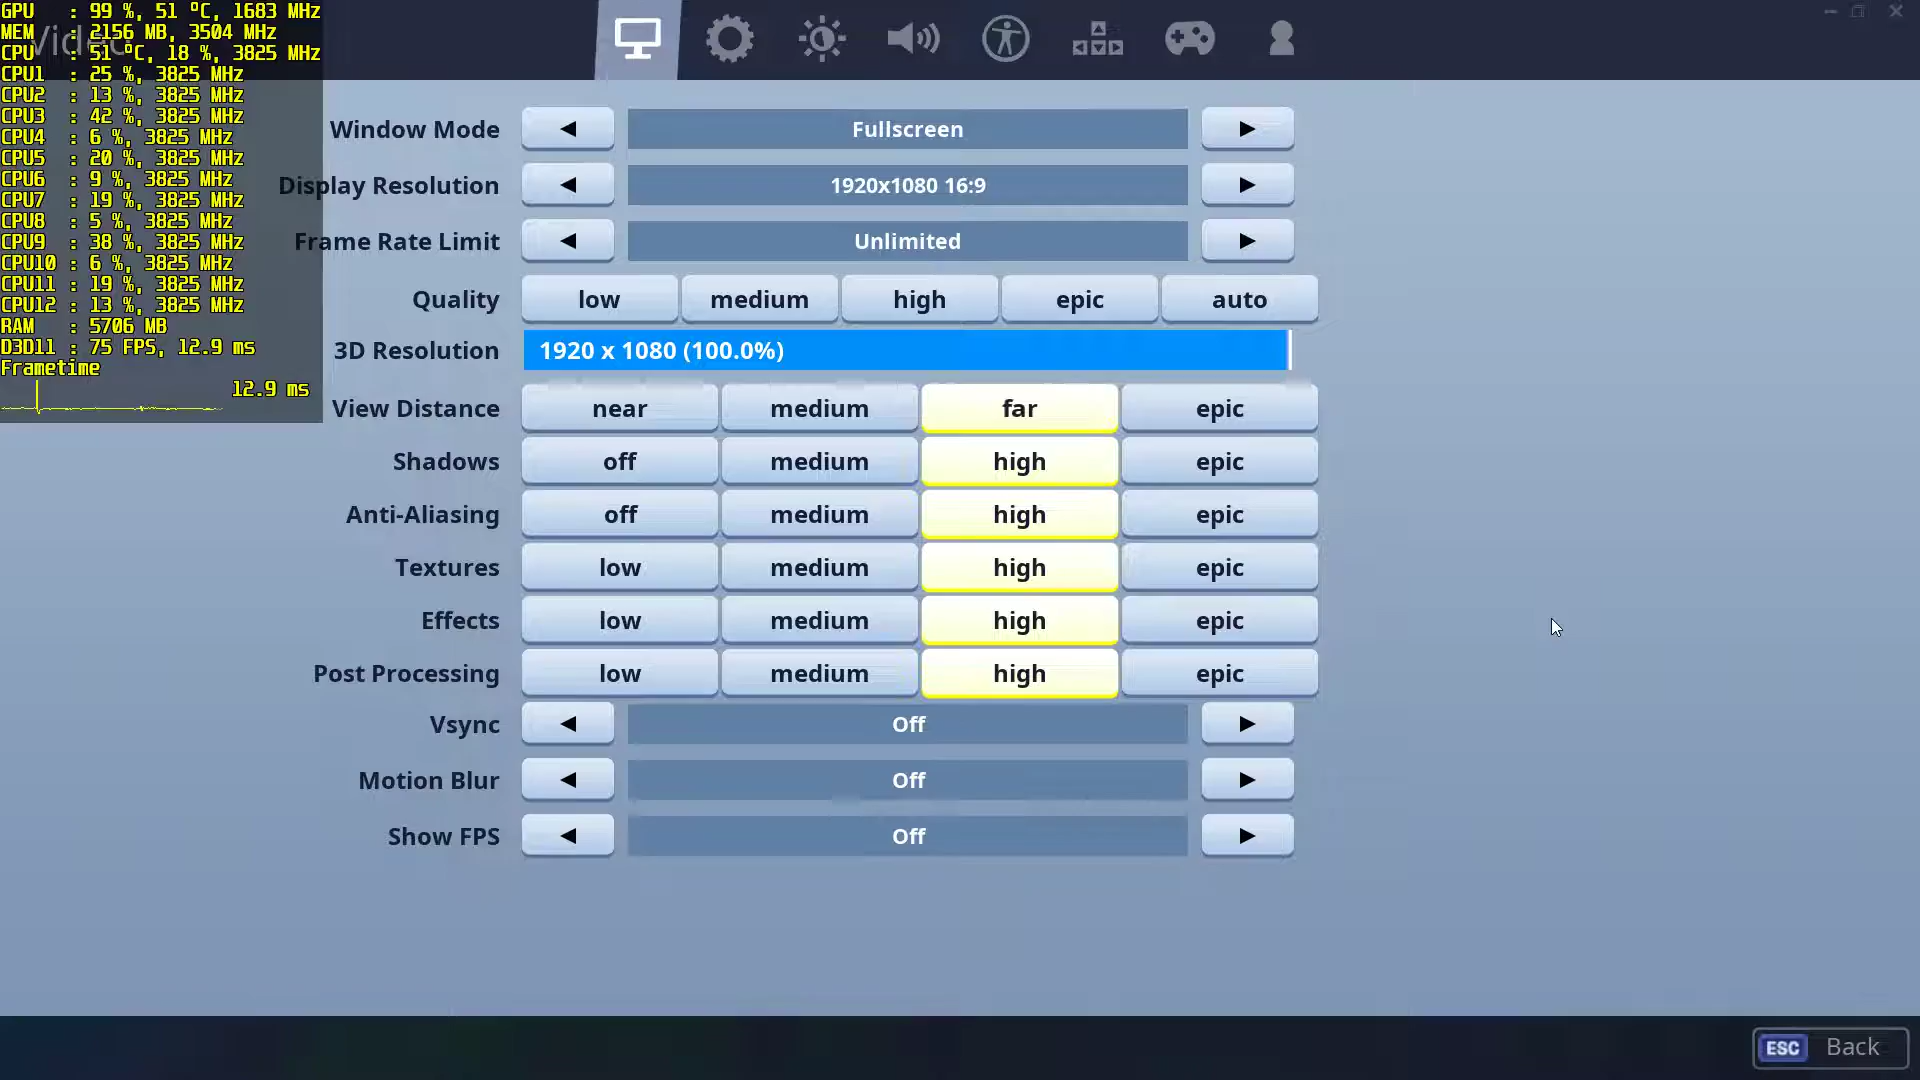 Video
GPU : 99 %, 51 ºC, 1683 MHz
MEM : 2156 MB, 3504 MHz
CPU : 51 ºC, 18 %, 3825 MHz
CPU1 : 25 %, 3825 MHz
CPU2 : 13 %, 3825 MHz
CPU3 : 42 %, 3825 MHz
CPU4 : 6 %, 3825 MHz
CPU5 : 20 %, 3825 MHz
CPU6 : 9 %, 3825 MHz
CPU7 : 19 %, 3825 MHz
CPU8 : 5 %, 3825 MHz
CPU9 : 38 %, 3825 MHz
CPU10 : 6 %, 3825 MHz
CPU11 : 19 %, 3825 MHz
CPU12 : 13 %, 3825 MHz
RAM : 5706 MB
D3D11 : 75 FPS, 12.9 ms
Frametime
12.9 ms
Window Mode ◀ Fullscreen ▶
Display Resolution ◀ 1920x1080 16:9 ▶
Frame Rate Limit ◀ Unlimited ▶
Quality low medium high epic auto
3D Resolution 1920 x 1080 (100.0%)
View Distance near medium far epic
Shadows off medium high epic
Anti-Aliasing off medium high epic
Textures low medium high epic
Effects low medium high epic
Post Processing low medium high epic
Vsync ◀ Off ▶
Motion Blur ◀ Off ▶
Show FPS ◀ Off ▶
ESC Back